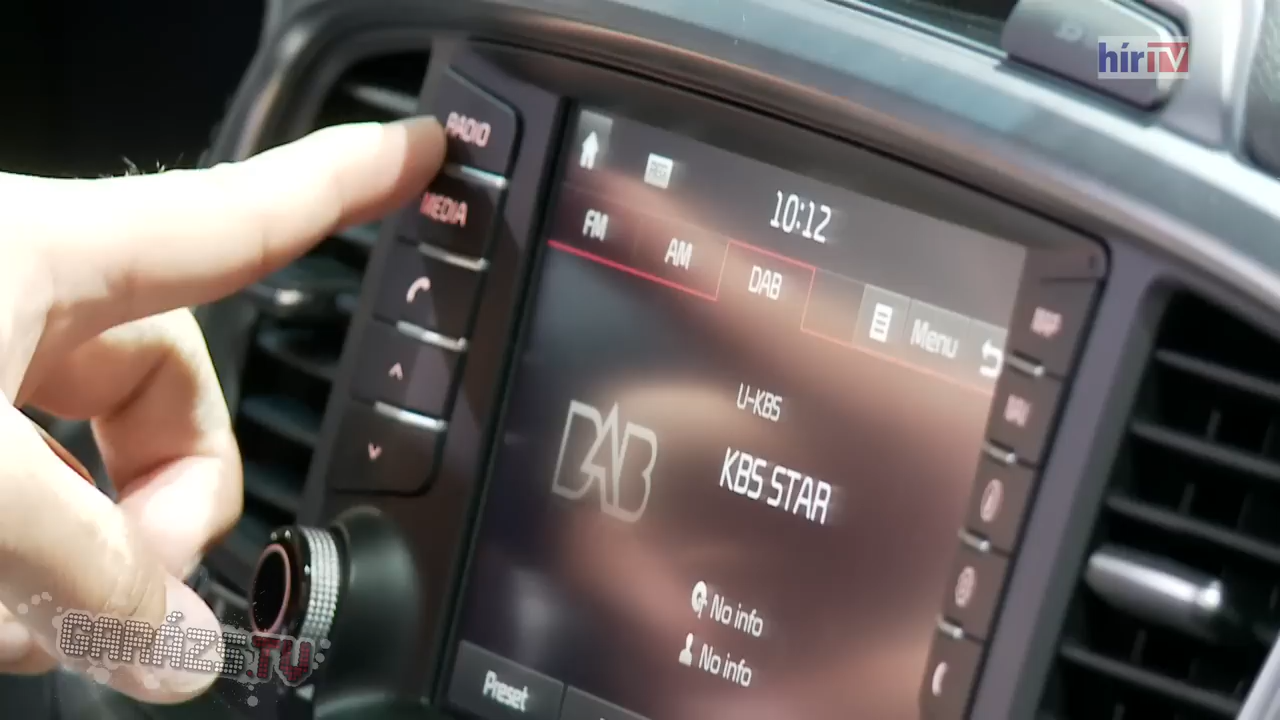 hírTV
RADIO
MEDIA
10:12
FM
AM
DAB
Menu
U-KBS
DAB
KBS STAR
No info
No info
Preset
MAP
GARÁZS.TV